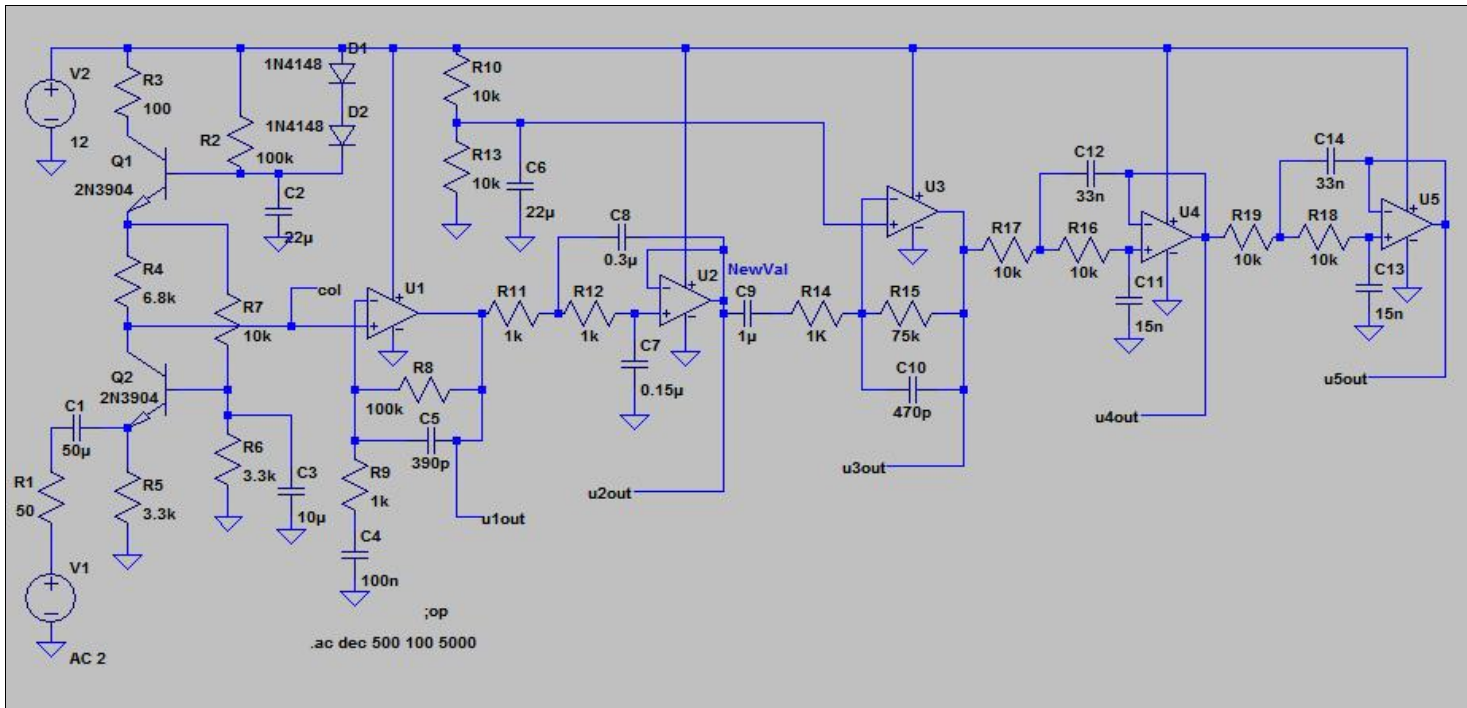 V2
12
R3
100
Q1
2N3904
R2
100k
D1
1N4148
D2
1N4148
C2
22µ
R4
6.8k
R7
10k
col
Q2
2N3904
C1
50µ
R1
50
R5
3.3k
R6
3.3k
C3
10µ
V1
AC 2
R10
10k
R13
10k
C6
22µ
U1
R8
100k
C5
390p
R9
1k
C4
100n
u1out
R11
1k
R12
1k
C8
0.3µ
U2
NewVal
C7
0.15µ
u2out
C9
1µ
R14
1K
U3
R15
75k
C10
470p
u3out
R17
10k
R16
10k
C12
33n
U4
C11
15n
u4out
R19
10k
R18
10k
C14
33n
U5
C13
15n
u5out
;op
.ac dec 500 100 5000